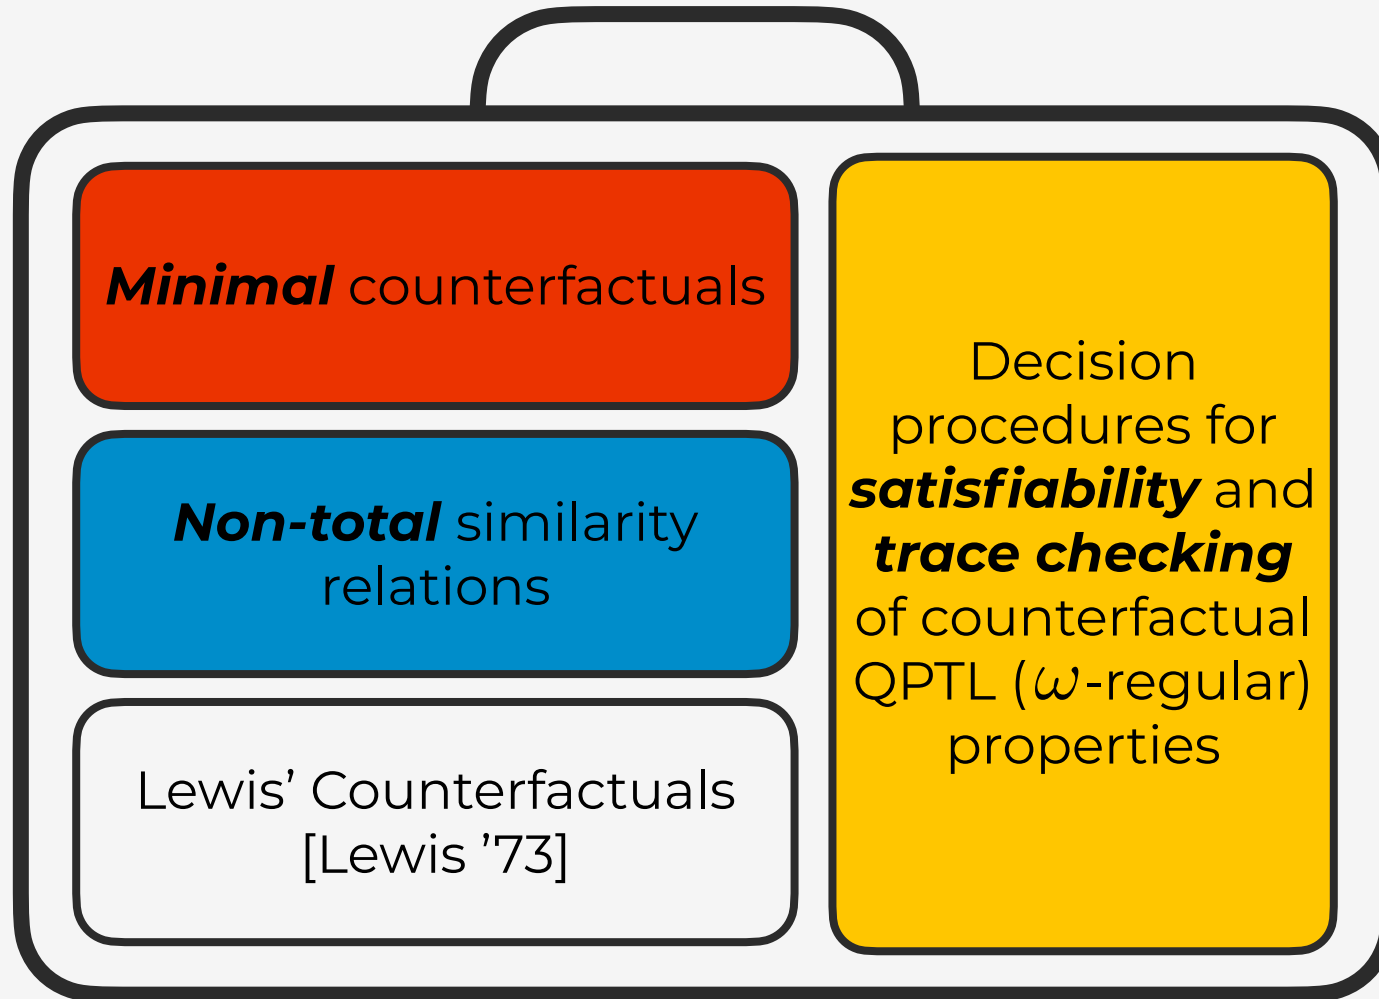 Minimal counterfactuals
Non-total similarity
relations
Lewis’ Counterfactuals
[Lewis ’73]
Decision
procedures for
satisfiability and
trace checking
of counterfactual
QPTL (ω-regular)
properties